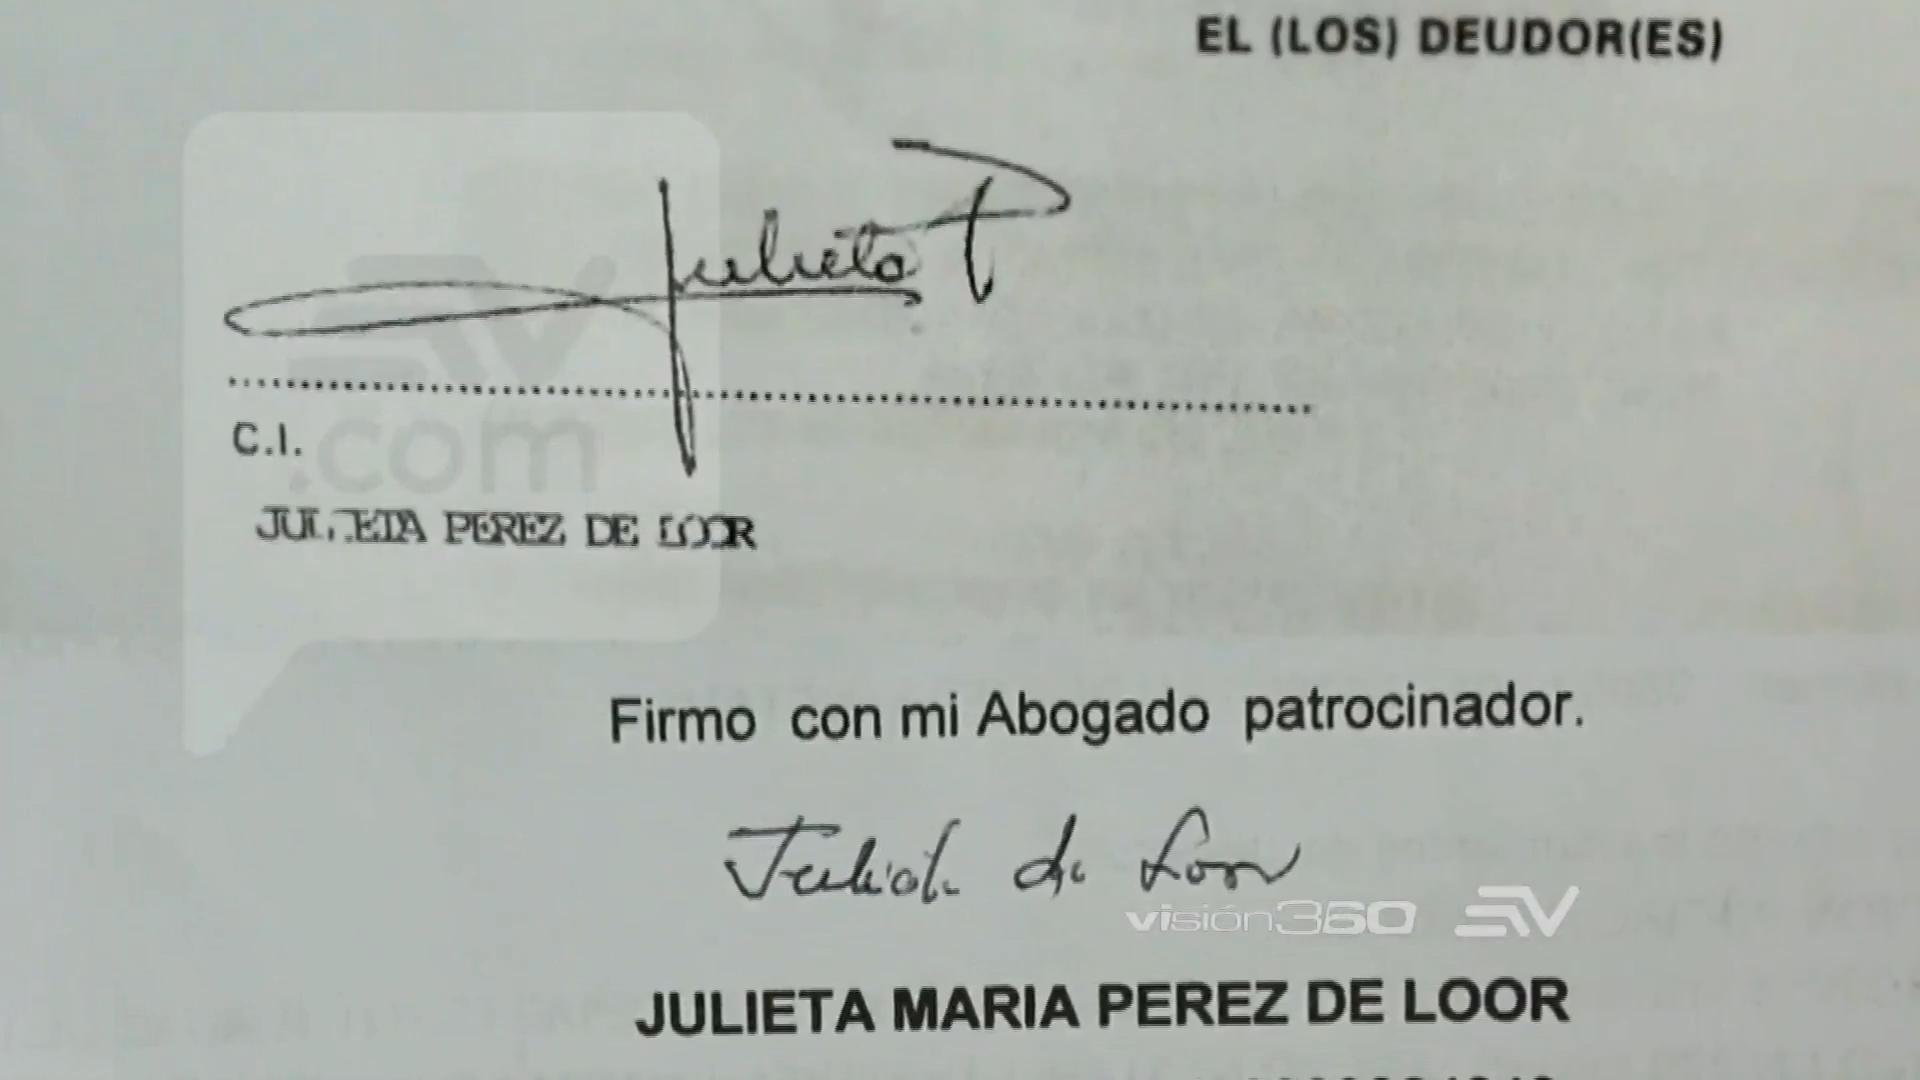 EL (LOS) DEUDOR(ES)
Julieta P
C.I.
.com
JULIETA PEREZ DE LOOR
Firmo con mi Abogado patrocinador.
Julieta de Loor
visión360
JULIETA MARIA PEREZ DE LOOR